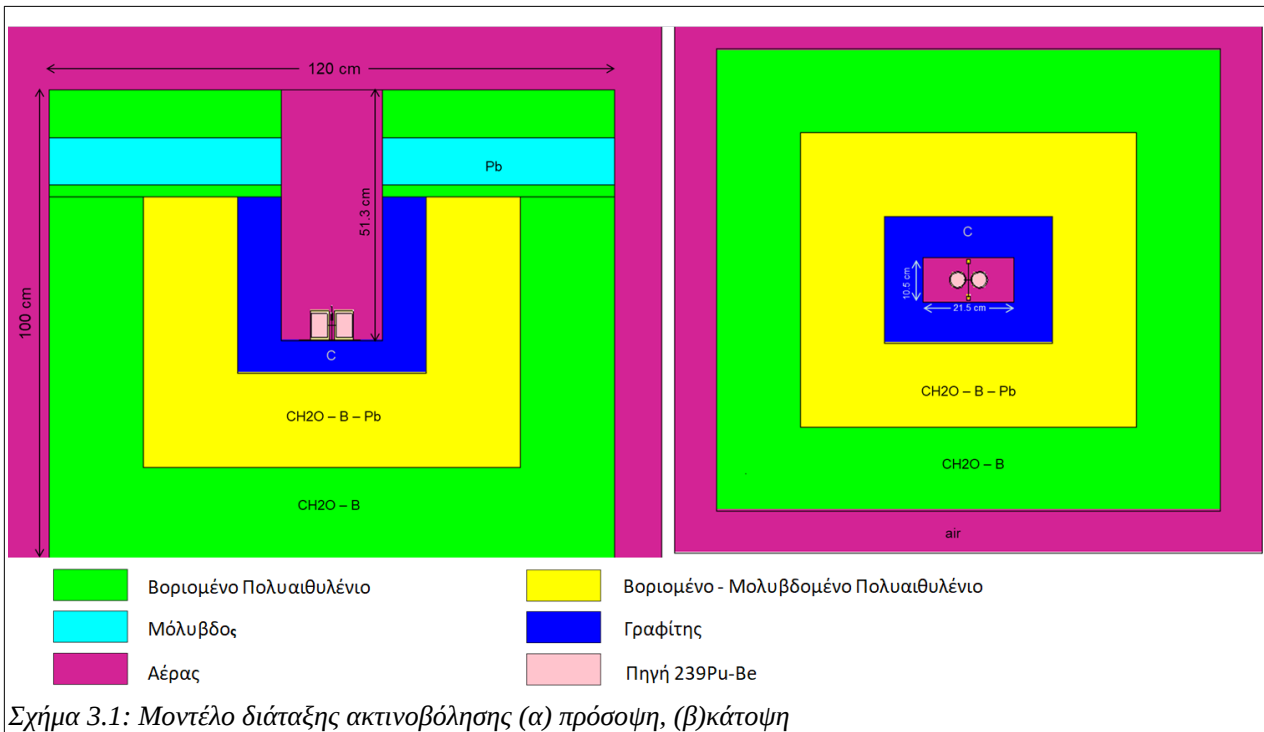 120 cm
Pb
51.3 cm
100 cm
C
CH2O – B – Pb
CH2O – B
C
10.5 cm
21.5 cm
CH2O – B – Pb
CH2O – B
air
Βοριομένο Πολυαιθυλένιο
Βοριομένο - Μολυβδομένο Πολυαιθυλένιο
Μόλυβδος
Γραφίτης
Αέρας
Πηγή 239Pu-Be
Σχήμα 3.1: Μοντέλο διάταξης ακτινοβόλησης (α) πρόσοψη, (β)κάτοψη